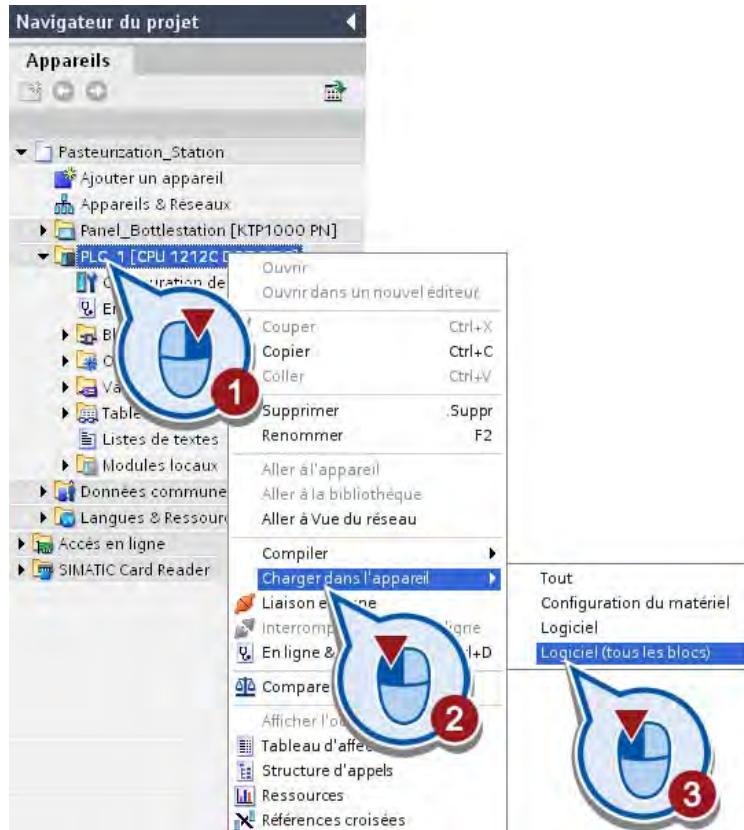 Navigateur du projet
Appareils
Pasteurization_Station
Ajouter un appareil
Appareils & Réseaux
Panel_Bottlestation [KTP1000 PN]
PLC_1 [CPU 1212C
Listes de textes
Modules locaux
Données commune
Langues & Ressour
Accès en ligne
SIMATIC Card Reader
1
Ouvrir
Ouvrir dans un nouvel éditeur
Couper Ctrl+X
Copier Ctrl+C
Coller Ctrl+V
Supprimer .Suppr
Renommer F2
Aller à l'appareil
Aller à la bibliothèque
Aller à Vue du réseau
Compiler
Charger dans l'appareil
Liaison e
Interromp
En ligne &
Compare
Afficher l'o
Tableau d'affe
Structure d'appels
Ressources
Références croisées
2
Tout
Configuration du matériel
Logiciel
Logiciel (tous les blocs)
3